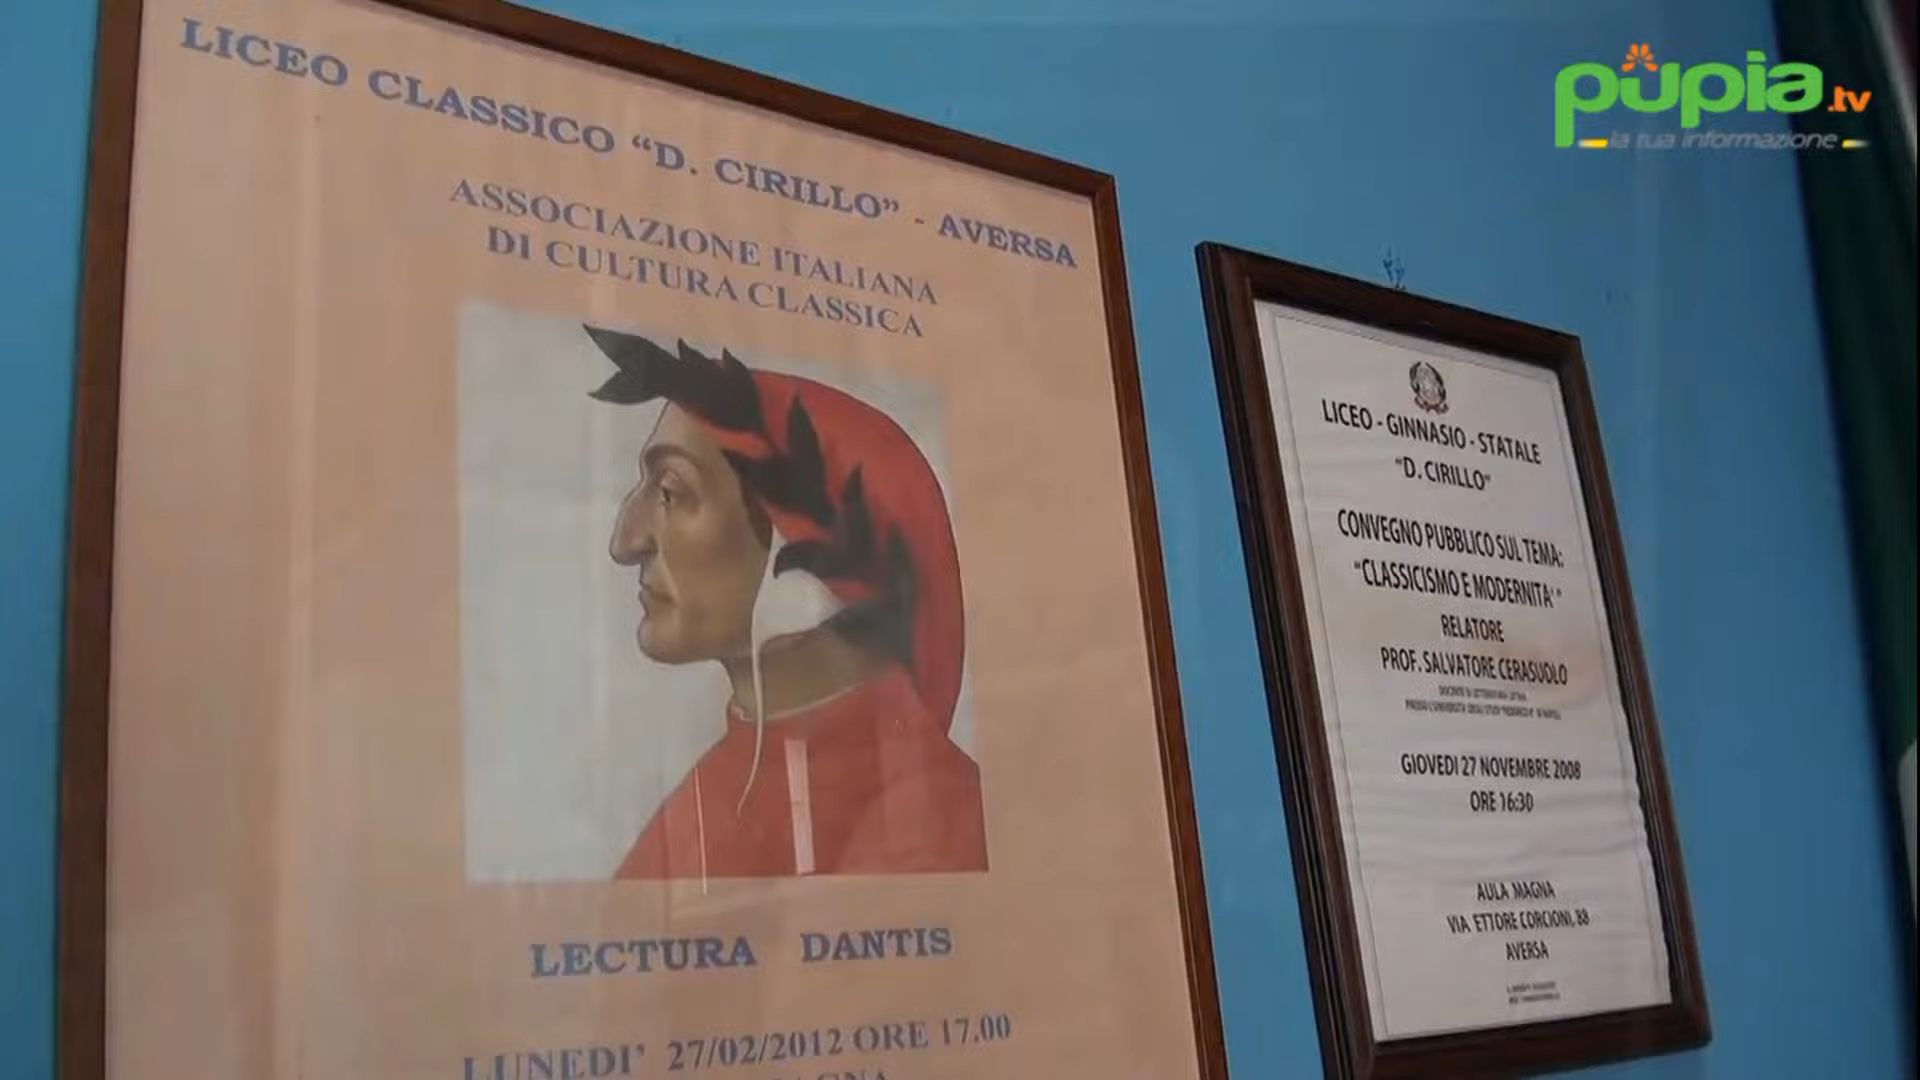 LICEO CLASSICO “D. CIRILLO” - AVERSA
ASSOCIAZIONE ITALIANA
DI CULTURA CLASSICA
LECTURA DANTIS
LUNEDI’ 27/02/2012 ORE 17.00
LICEO - GINNASIO - STATALE
"D. CIRILLO"
CONVEGNO PUBBLICO SUL TEMA:
"CLASSICISMO E MODERNITA' "
RELATORE
PROF. SALVATORE CERASUOLO
GIOVEDI 27 NOVEMBRE 2008
ORE 16:30
AULA MAGNA
VIA ETTORE CORCIONI, 88
AVERSA
pupia.tv
la tua informazione